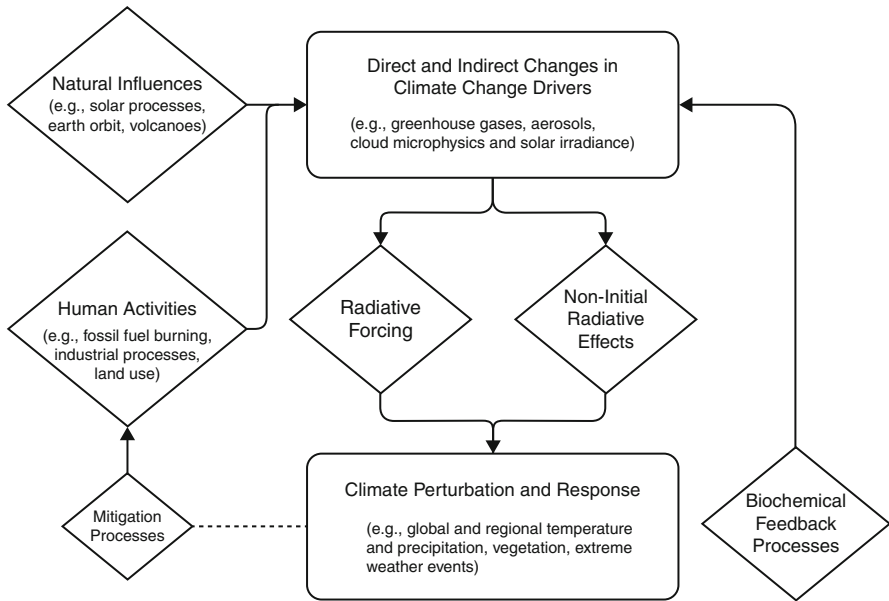 Natural Influences
(e.g., solar processes,
earth orbit, volcanoes)
Direct and Indirect Changes in
Climate Change Drivers
(e.g., greenhouse gases, aerosols,
cloud microphysics and solar irradiance)
Human Activities
(e.g., fossil fuel burning,
industrial processes,
land use)
Radiative
Forcing
Non-Initial
Radiative
Effects
Mitigation
Processes
Climate Perturbation and Response
(e.g., global and regional temperature
and precipitation, vegetation, extreme
weather events)
Biochemical
Feedback
Processes